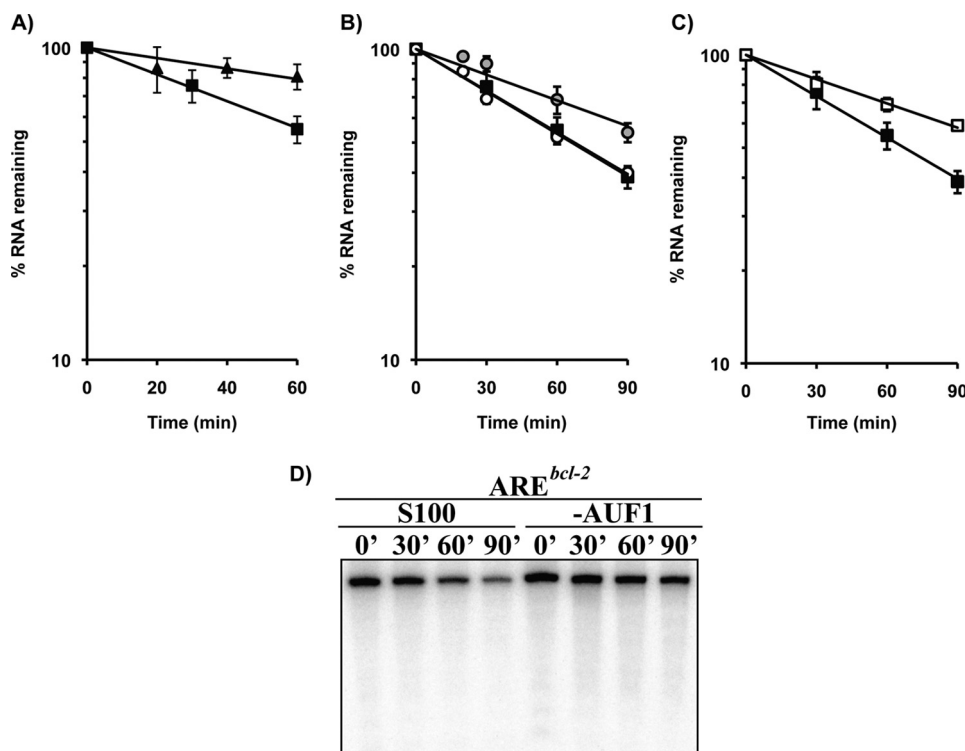 A)
100
10
% RNA remaining
0 20 40 60
Time (min)
B)
100
10
% RNA remaining
0 30 60 90
Time (min)
C)
100
10
% RNA remaining
0 30 60 90
Time (min)
D)
ARE^bcl-2
S100 -AUF1
0’ 30’ 60’ 90’ 0’ 30’ 60’ 90’